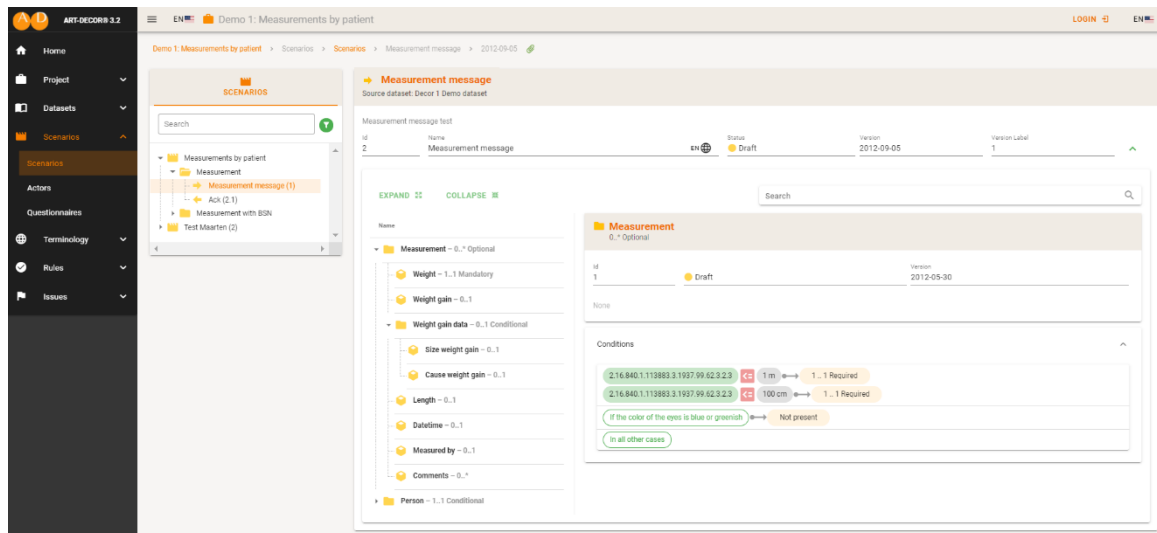 AD ART-DECOR® 3.2
EN Demo 1: Measurements by patient
LOGIN
EN
Home
Project
Datasets
Scenarios
Scenarios
Actors
Questionnaires
Terminology
Rules
Issues
Demo 1: Measurements by patient > Scenarios > Scenarios > Measurement message > 2012-09-05
SCENARIOS
Search
Measurements by patient
Measurement
Measurement message (1)
Ack (2.1)
Measurement with BSN
Test Maarten (2)
Measurement message
Source dataset: Decor 1 Demo dataset
Measurement message test
Id Name Status Version Version Label
2 Measurement message EN Draft 2012-09-05 1
EXPAND COLLAPSE
Search
Name
Measurement – 0..* Optional
Weight – 1..1 Mandatory
Weight gain – 0..1
Weight gain data – 0..1 Conditional
Size weight gain – 0..1
Cause weight gain – 0..1
Length – 0..1
Datetime – 0..1
Measured by – 0..1
Comments – 0..*
Person – 1..1 Conditional
Measurement
0..* Optional
Id Version
1 Draft 2012-05-30
None
Conditions
2.16.840.1.113883.3.1937.99.62.3.2.3 <= 1 m 1 .. 1 Required
2.16.840.1.113883.3.1937.99.62.3.2.3 <= 100 cm 1 .. 1 Required
If the color of the eyes is blue or greenish Not present
In all other cases